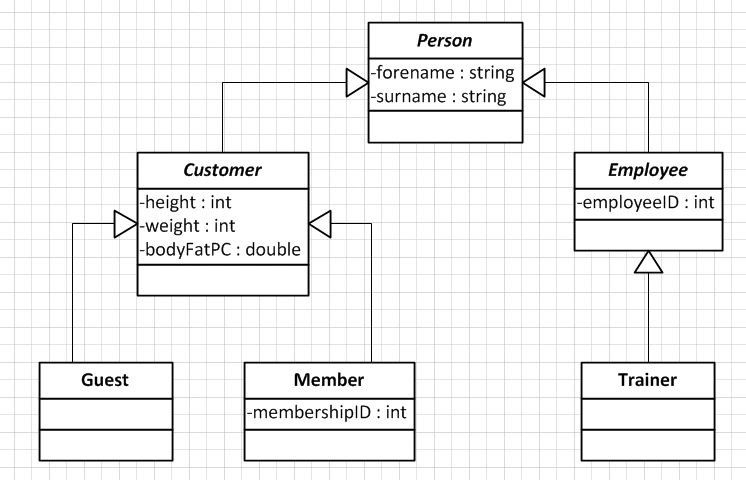 Person
-forename : string
-surname : string
Customer
-height : int
-weight : int
-bodyFatPC : double
Employee
-employeeID : int
Guest
Member
-membershipID : int
Trainer